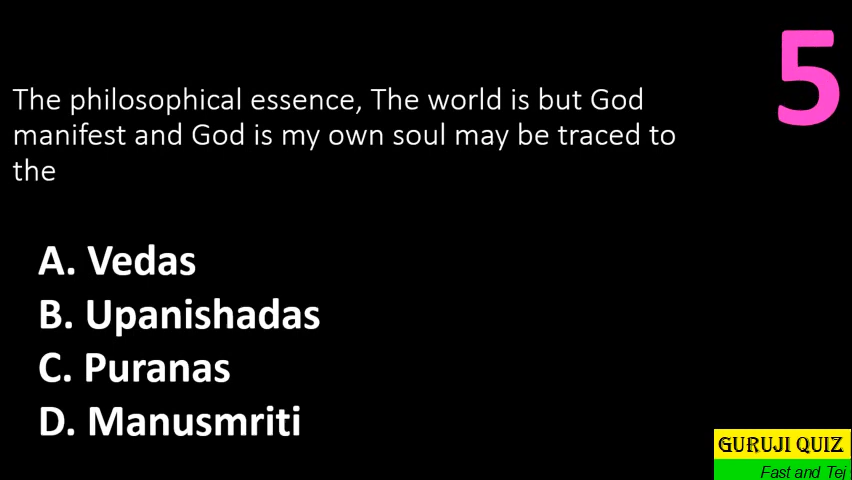 5
The philosophical essence, The world is but God
manifest and God is my own soul may be traced to
the
A. Vedas
B. Upanishadas
C. Puranas
D. Manusmriti
GURUJI QUIZ
Fast and Tej